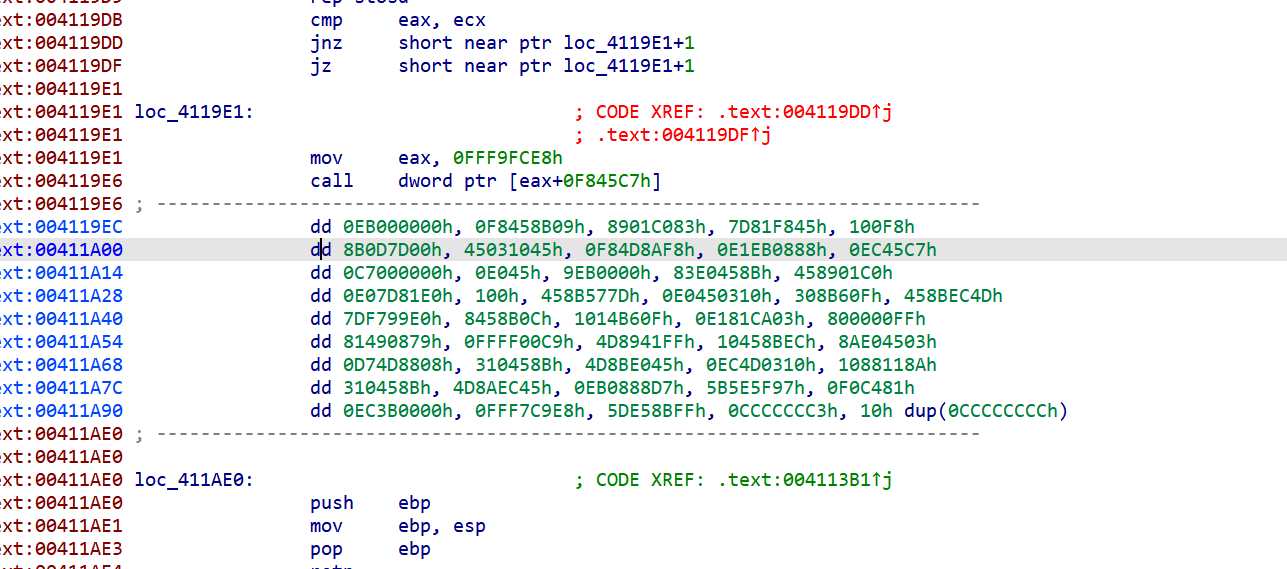 ext:004119DB cmp eax, ecx
ext:004119DD jnz short near ptr loc_4119E1+1
ext:004119DF jz short near ptr loc_4119E1+1
ext:004119E1
ext:004119E1 loc_4119E1: ; CODE XREF: .text:004119DD↑j
ext:004119E1 ; .text:004119DF↑j
ext:004119E1 mov eax, 0FFF9FCE8h
ext:004119E6 call dword ptr [eax+0F845C7h]
ext:004119E6 ; ---------------------------------------------------------------------------
ext:004119EC dd 0EB000000h, 0F8458B09h, 8901C083h, 7D81F845h, 100F8h
ext:00411A00 dd 8B0D7D00h, 45031045h, 0F84D8AF8h, 0E1EB0888h, 0EC45C7h
ext:00411A14 dd 0C7000000h, 0E045h, 9EB0000h, 83E0458Bh, 458901C0h
ext:00411A28 dd 0E07D81E0h, 100h, 458B577Dh, 0E0450310h, 308B60Fh, 458BEC4Dh
ext:00411A40 dd 7DF799E0h, 8458B0Ch, 1014B60Fh, 0E181CA03h, 800000FFh
ext:00411A54 dd 81490879h, 0FFFF00C9h, 4D8941FFh, 10458BECh, 8AE04503h
ext:00411A68 dd 0D74D8808h, 310458Bh, 4D8BE045h, 0EC4D0310h, 1088118Ah
ext:00411A7C dd 310458Bh, 4D8AEC45h, 0EB0888D7h, 5B5E5F97h, 0F0C481h
ext:00411A90 dd 0EC3B0000h, 0FFF7C9E8h, 5DE58BFFh, 0CCCCCCC3h, 10h dup(0CCCCCCCCh)
ext:00411AE0 ; ---------------------------------------------------------------------------
ext:00411AE0
ext:00411AE0 loc_411AE0: ; CODE XREF: .text:004113B1↑j
ext:00411AE0 push ebp
ext:00411AE1 mov ebp, esp
ext:00411AE3 pop ebp